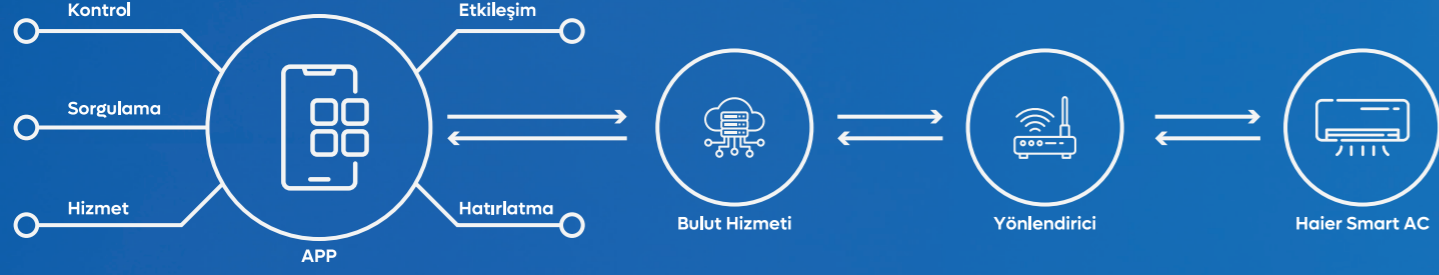 Kontrol
Etkileşim
Sorgulama
Hizmet
Hatırlatma
APP
Bulut Hizmeti
Yönlendirici
Haier Smart AC